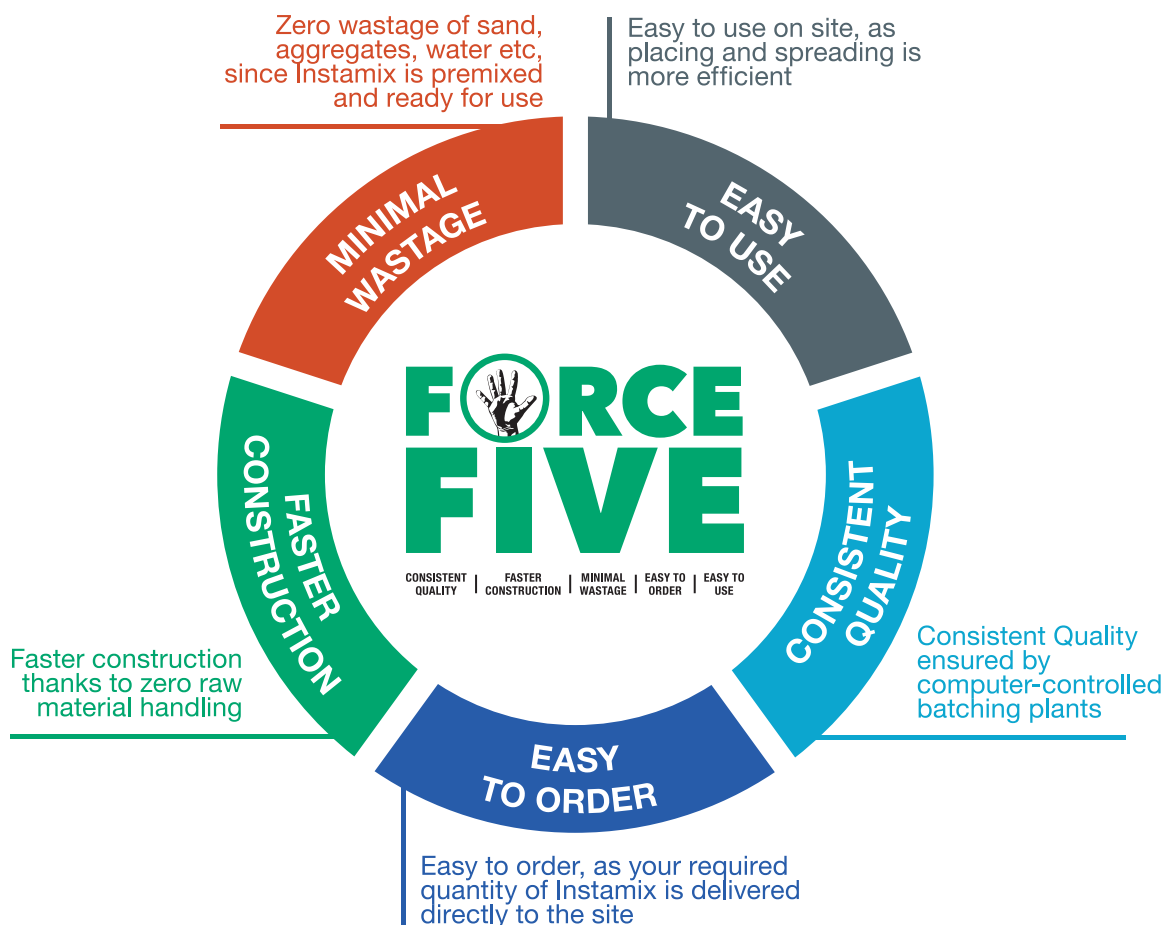 Zero wastage of sand,
aggregates, water etc,
since Instamix is premixed
and ready for use
Easy to use on site, as
placing and spreading is
more efficient
MINIMAL
WASTAGE
EASY
TO USE
FORCE
FIVE
CONSISTENT
QUALITY
FASTER
CONSTRUCTION
MINIMAL
WASTAGE
EASY TO
ORDER
EASY TO
USE
FASTER
CONSTRUCTION
CONSISTENT
QUALITY
Faster construction
thanks to zero raw
material handling
Consistent Quality
ensured by
computer-controlled
batching plants
EASY
TO ORDER
Easy to order, as your required
quantity of Instamix is delivered
directly to the site